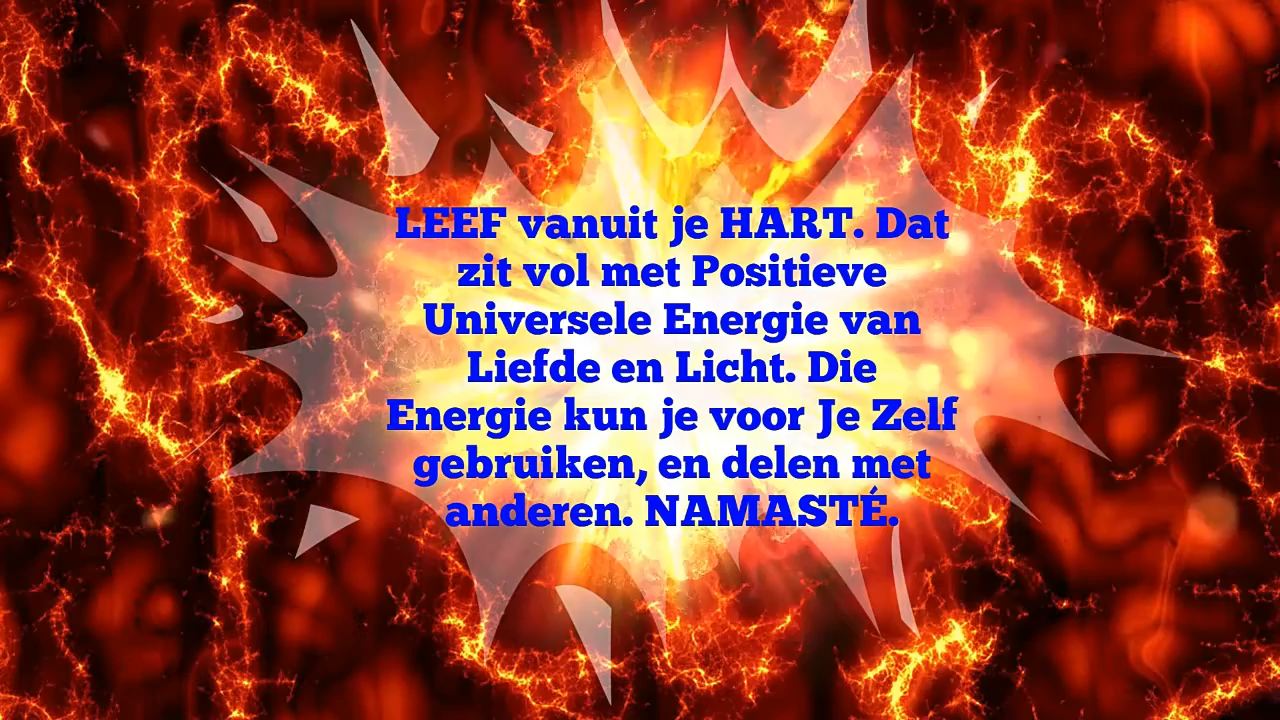 LEEF vanuit je HART. Dat
zit vol met Positieve
Universele Energie van
Liefde en Licht. Die
Energie kun je voor Je Zelf
gebruiken, en delen met
anderen. NAMASTÉ.